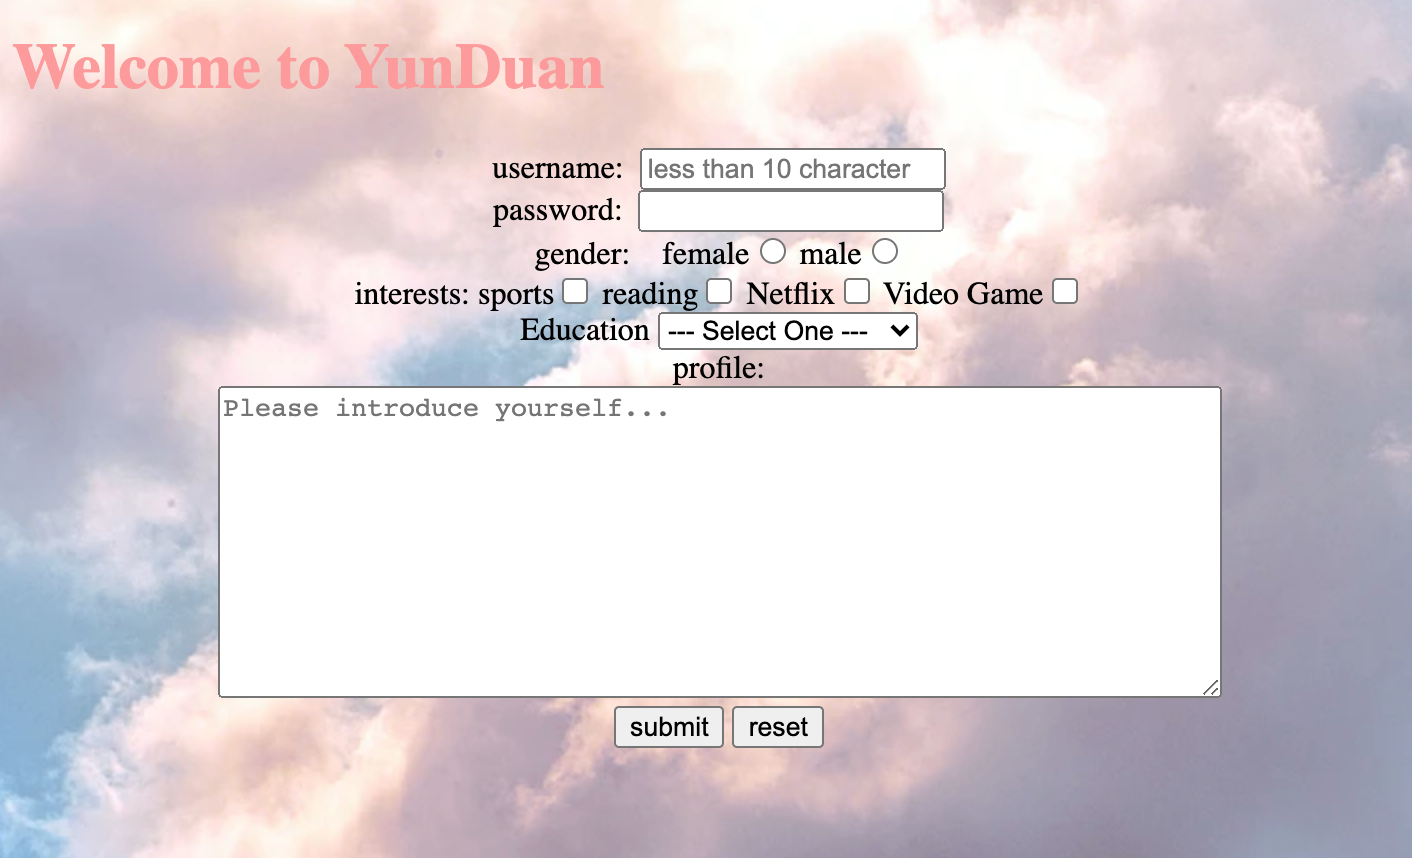 Welcome to YunDuan
username: less than 10 character
password:
gender: female male
interests: sports reading Netflix Video Game
Education --- Select One ---
profile:
Please introduce yourself...
submit reset